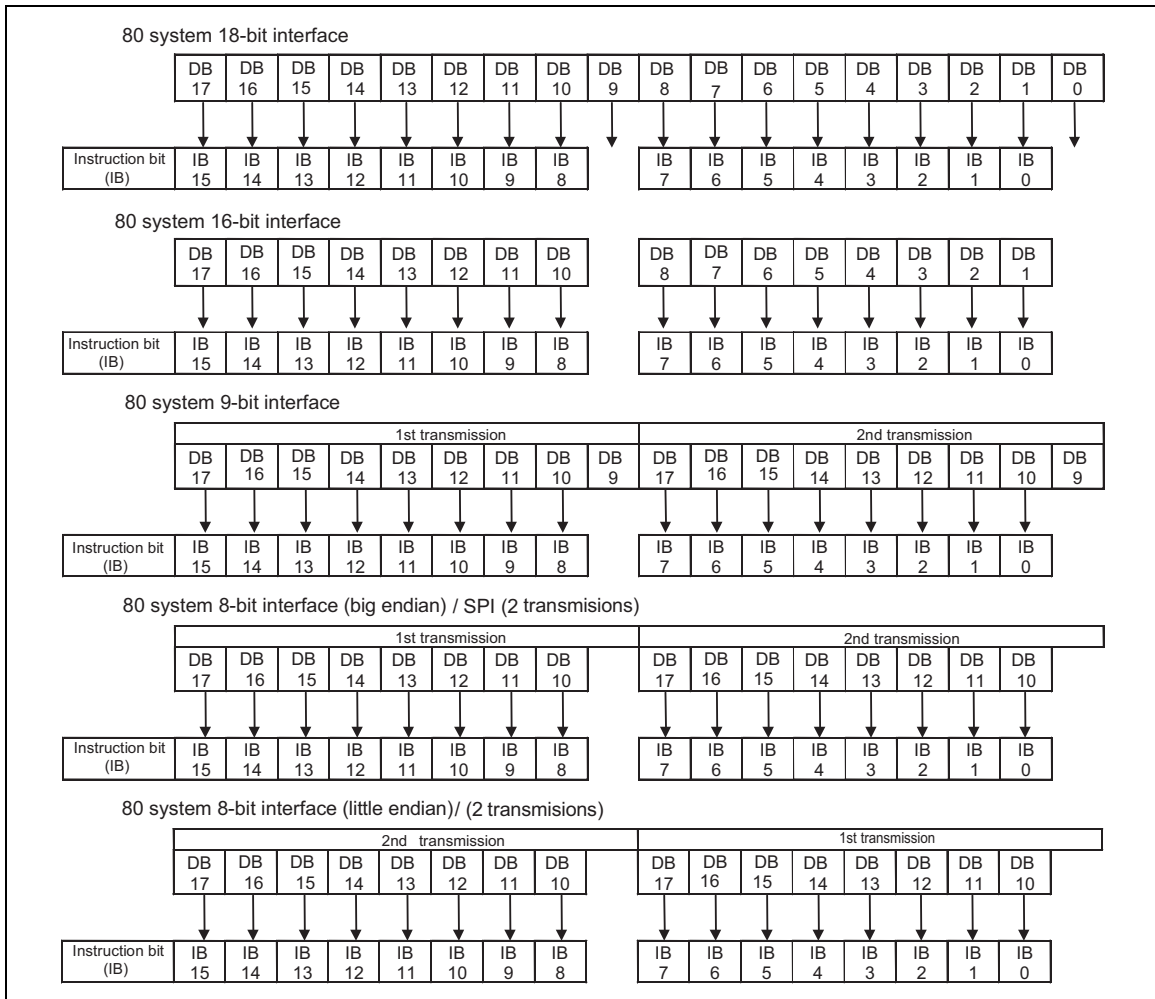 80 system 18-bit interface
DB DB DB DB DB DB DB DB DB DB DB DB DB DB DB DB DB DB
17 16 15 14 13 12 11 10 9 8 7 6 5 4 3 2 1 0
Instruction bit IB IB IB IB IB IB IB IB IB IB IB IB IB IB IB IB
(IB) 15 14 13 12 11 10 9 8 7 6 5 4 3 2 1 0
80 system 16-bit interface
DB DB DB DB DB DB DB DB DB DB DB DB DB DB DB DB
17 16 15 14 13 12 11 10 8 7 6 5 4 3 2 1
Instruction bit IB IB IB IB IB IB IB IB IB IB IB IB IB IB IB IB
(IB) 15 14 13 12 11 10 9 8 7 6 5 4 3 2 1 0
80 system 9-bit interface
1st transmission 2nd transmission
DB DB DB DB DB DB DB DB DB DB DB DB DB DB DB DB DB DB
17 16 15 14 13 12 11 10 9 17 16 15 14 13 12 11 10 9
Instruction bit IB IB IB IB IB IB IB IB IB IB IB IB IB IB IB IB
(IB) 15 14 13 12 11 10 9 8 7 6 5 4 3 2 1 0
80 system 8-bit interface (big endian) / SPI (2 transmisions)
1st transmission 2nd transmission
DB DB DB DB DB DB DB DB DB DB DB DB DB DB DB DB
17 16 15 14 13 12 11 10 17 16 15 14 13 12 11 10
Instruction bit IB IB IB IB IB IB IB IB IB IB IB IB IB IB IB IB
(IB) 15 14 13 12 11 10 9 8 7 6 5 4 3 2 1 0
80 system 8-bit interface (little endian)/ (2 transmisions)
2nd transmission 1st transmission
DB DB DB DB DB DB DB DB DB DB DB DB DB DB DB DB
17 16 15 14 13 12 11 10 17 16 15 14 13 12 11 10
Instruction bit IB IB IB IB IB IB IB IB IB IB IB IB IB IB IB IB
(IB) 15 14 13 12 11 10 9 8 7 6 5 4 3 2 1 0